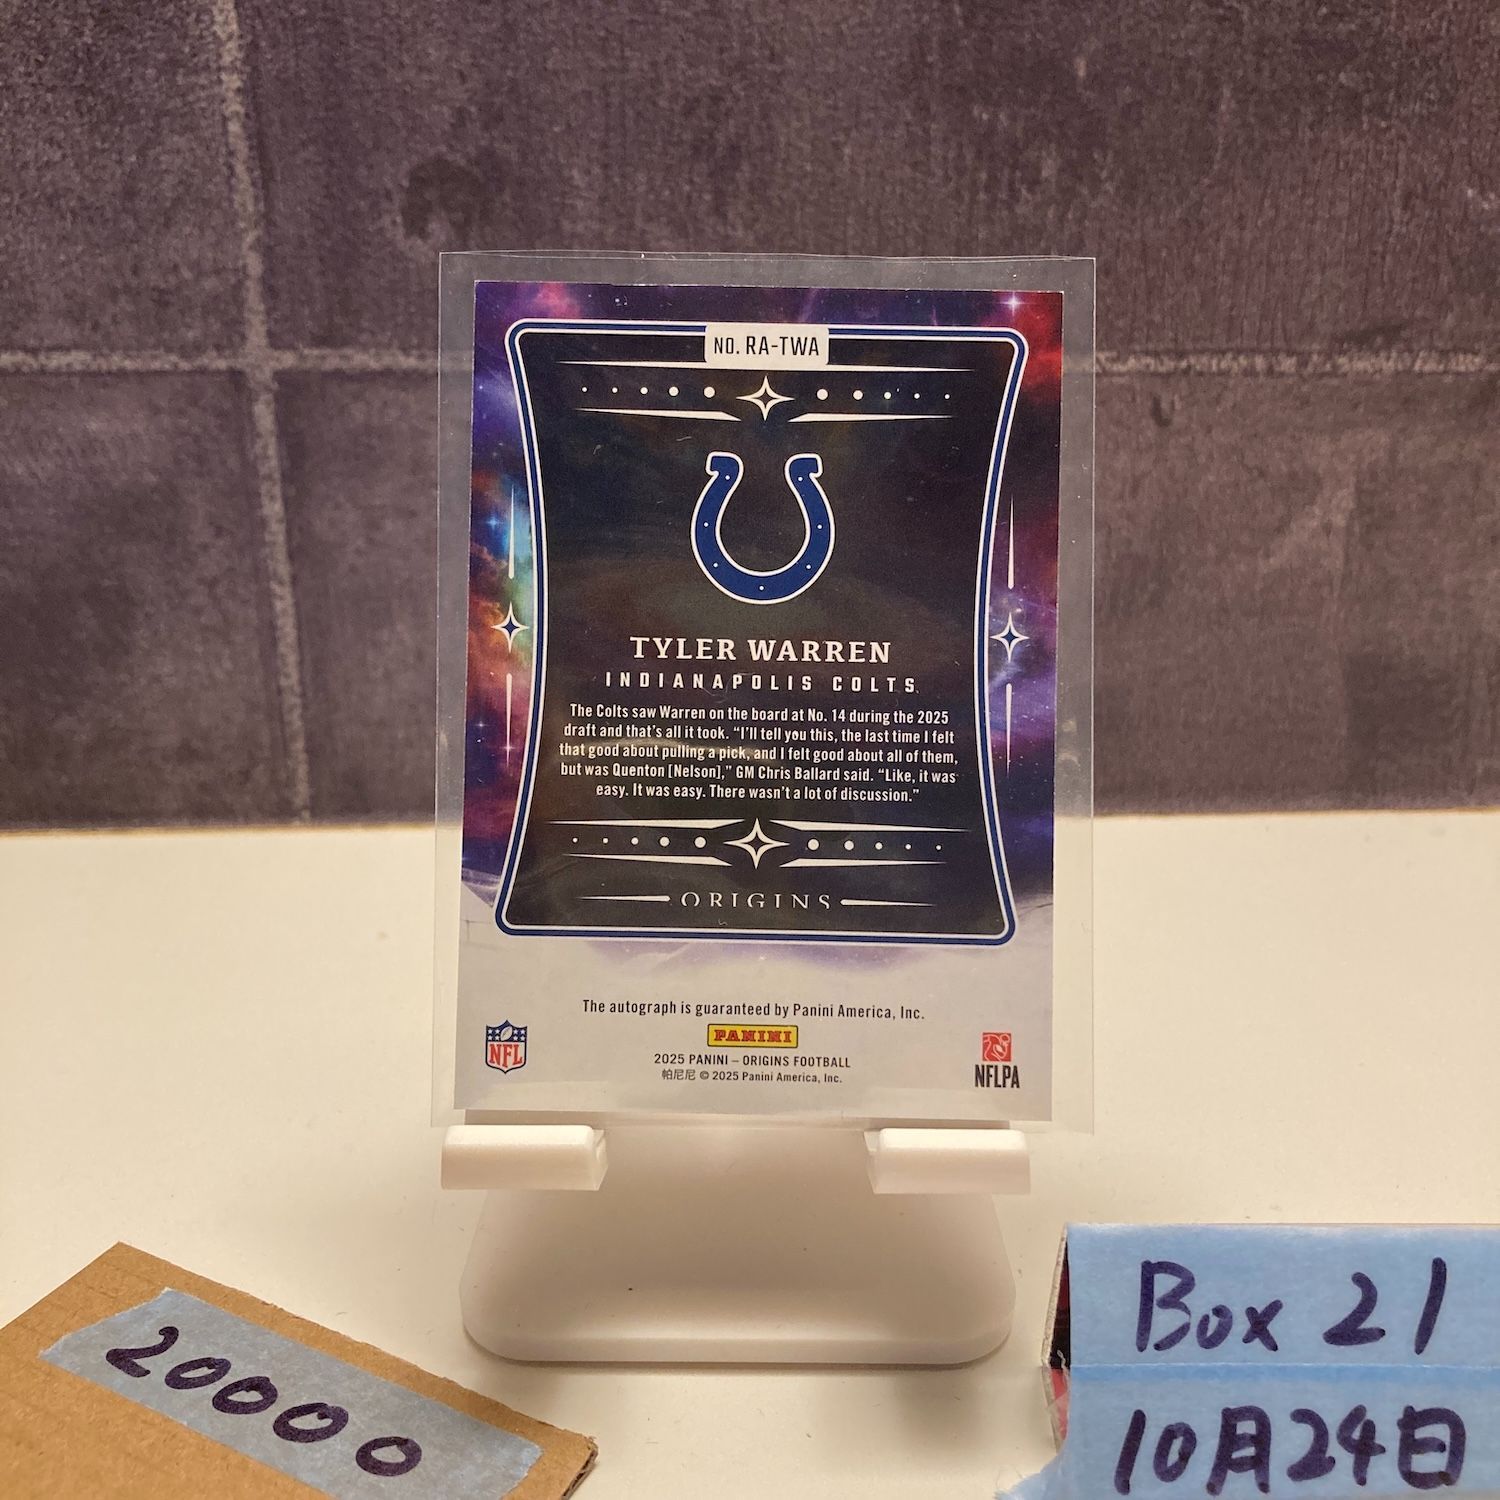 NO. RA-TWA
TYLER WARREN
INDIANAPOLIS COLTS
The Colts saw Warren on the board at No. 14 during the 2025
draft and that's all it took. “I'll tell you this, the last time I felt
that good about pulling a pick, and I felt good about all of them,
but was Quenton [Nelson],” GM Chris Ballard said. “Like, it was
easy. It was easy. There wasn't a lot of discussion.”
ORIGINS
The autograph is guaranteed by Panini America, Inc.
PANINI
NFL
2025 PANINI – ORIGINS FOOTBALL
帕尼尼 © 2025 Panini America, Inc.
NFLPA
20000
Box 21
10月24日